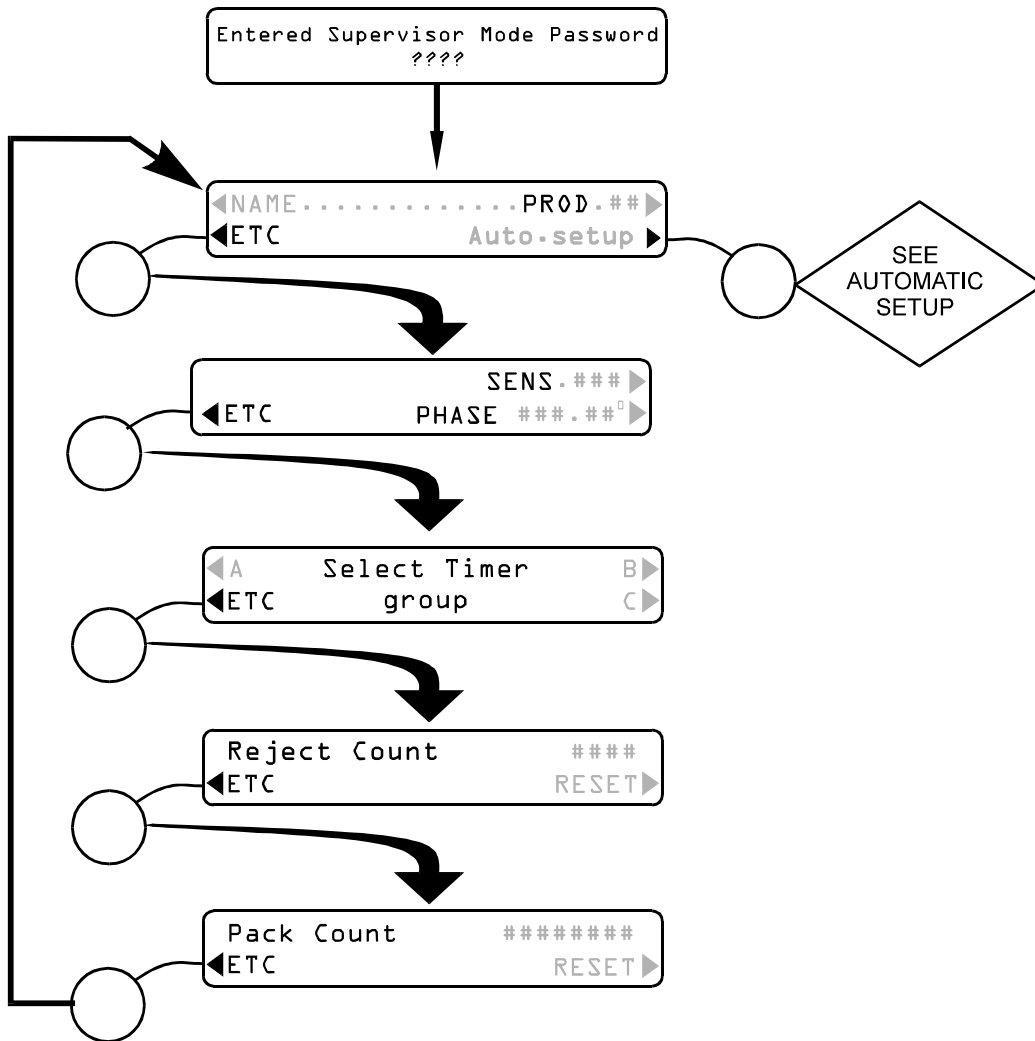 Entered Supervisor Mode Password
????
NAME.............PROD.##
ETC Auto.setup
SEE
AUTOMATIC
SETUP
SENS.###
ETC PHASE ###.##▯
A Select Timer B
ETC group C
Reject Count ####
ETC RESET
Pack Count ########
ETC RESET